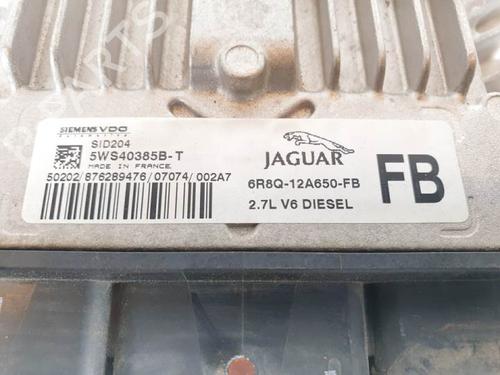 SIEMENS VDO
AUTOMOTIVE
SID204
5WS40385B-T
MADE IN FRANCE
50202/876289476/07074/002A7
JAGUAR
6R8Q-12A650-FB
2.7L V6 DIESEL
FB